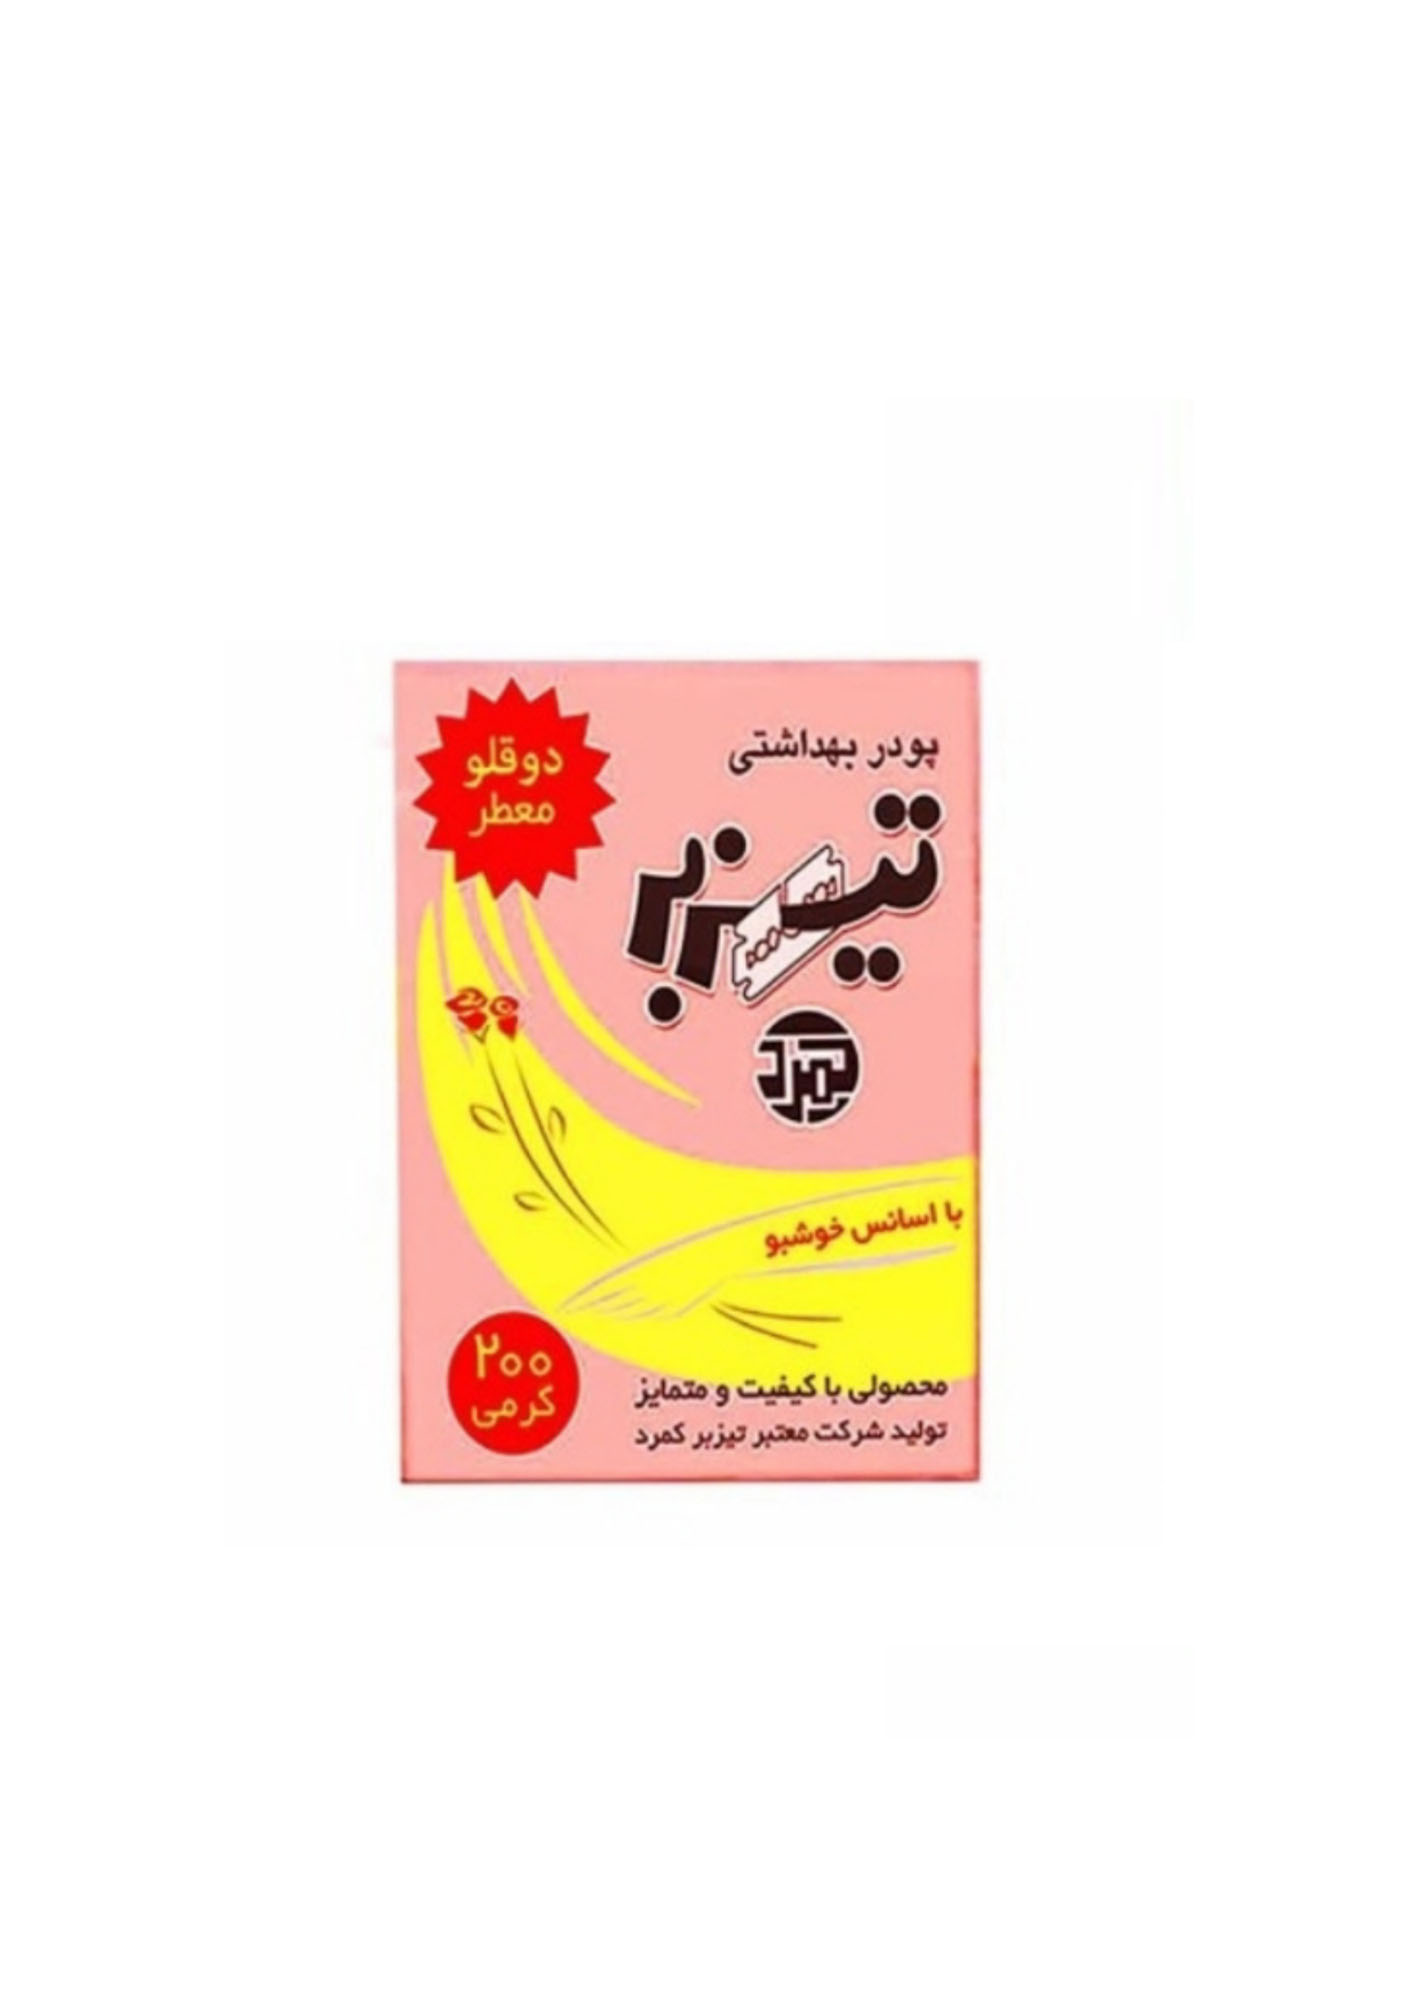 پودر بهداشتی
دوقلو
معطر
تیزبر
کمرد
با اسانس خوشبو
۲۰۰
گرمی
محصولی با کیفیت و متمایز
تولید شرکت معتبر تیزبر کمرد